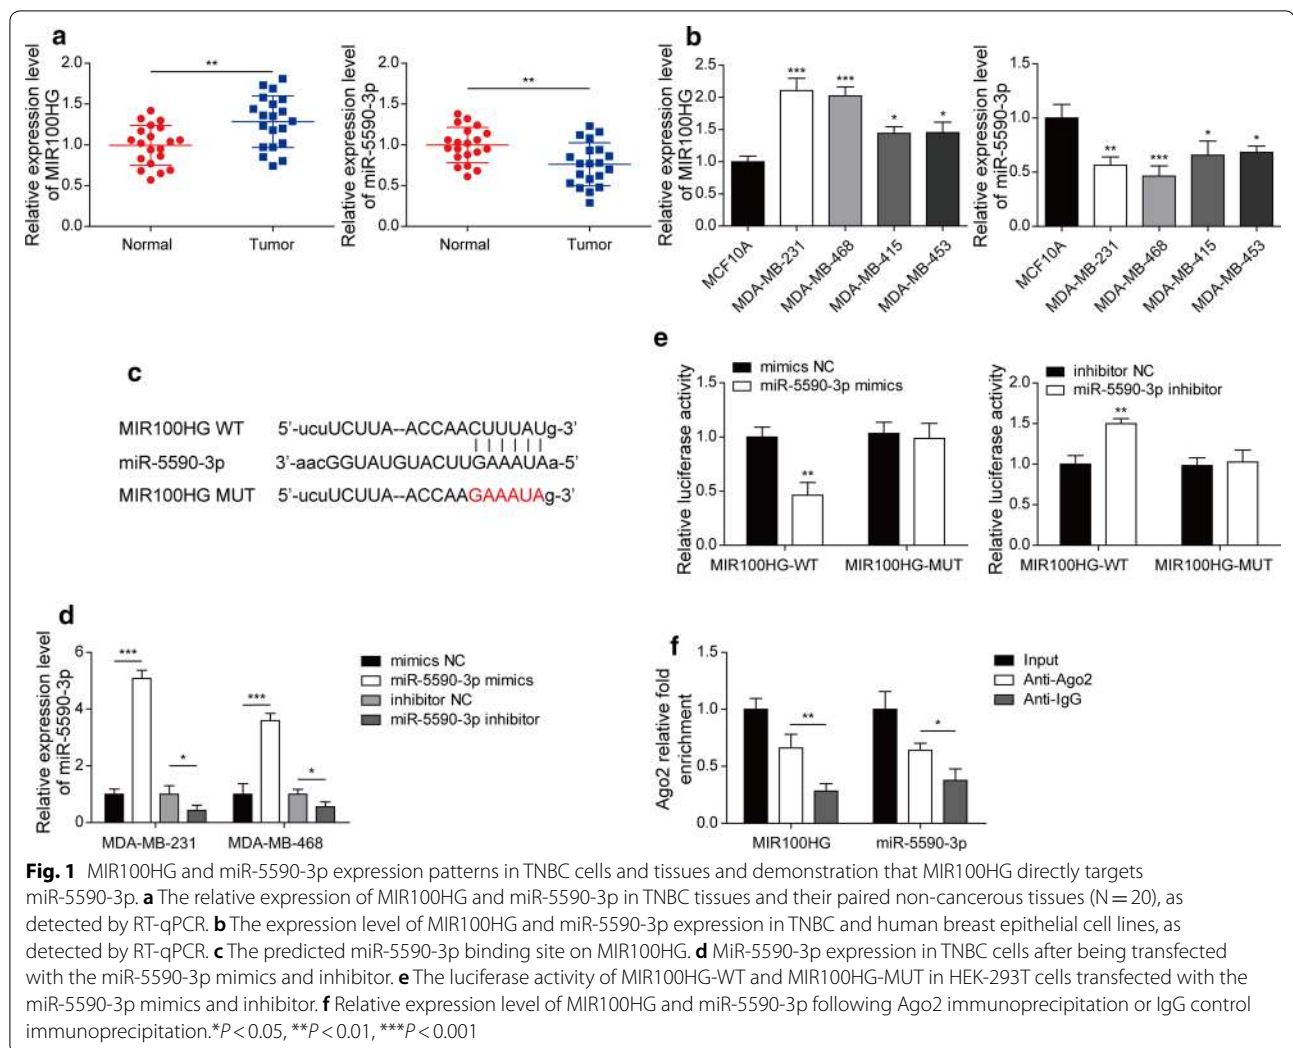 a
Relative expression level
of MIR100HG
2.0
1.5
1.0
0.5
0.0
**
Normal
Tumor
Relative expression level
of miR-5590-3p
2.0
1.5
1.0
0.5
0.0
**
Normal
Tumor
b
Relative expression level
of MIR100HG
2.5
2.0
1.5
1.0
0.5
0.0
***
***
*
*
MCF10A
MDA-MB-231
MDA-MB-468
MDA-MB-415
MDA-MB-453
Relative expression level
of miR-5590-3p
1.5
1.0
0.5
0.0
**
***
*
*
MCF10A
MDA-MB-231
MDA-MB-468
MDA-MB-415
MDA-MB-453
c
MIR100HG WT 5'-ucuUCUUA--ACCAACUUUAUg-3'
miR-5590-3p 3'-aacGGUAUGUACUUGAAAUAa-5'
MIR100HG MUT 5'-ucuUCUUA--ACCAAGAAAUAg-3'
e
Relative luciferase activity
mimics NC
miR-5590-3p mimics
1.5
1.0
0.5
0.0
**
MIR100HG-WT
MIR100HG-MUT
Relative luciferase activity
inhibitor NC
miR-5590-3p inhibitor
2.0
1.5
1.0
0.5
0.0
**
MIR100HG-WT
MIR100HG-MUT
d
Relative expression level
of miR-5590-3p
6
4
2
0
***
*
***
*
MDA-MB-231
MDA-MB-468
mimics NC
miR-5590-3p mimics
inhibitor NC
miR-5590-3p inhibitor
f
Ago2 relative fold
enrichment
1.5
1.0
0.5
0.0
**
*
MIR100HG
miR-5590-3p
Input
Anti-Ago2
Anti-IgG
Fig. 1 MIR100HG and miR-5590-3p expression patterns in TNBC cells and tissues and demonstration that MIR100HG directly targets
miR-5590-3p. a The relative expression of MIR100HG and miR-5590-3p in TNBC tissues and their paired non-cancerous tissues (N = 20), as
detected by RT-qPCR. b The expression level of MIR100HG and miR-5590-3p expression in TNBC and human breast epithelial cell lines, as
detected by RT-qPCR. c The predicted miR-5590-3p binding site on MIR100HG. d MiR-5590-3p expression in TNBC cells after being transfected
with the miR-5590-3p mimics and inhibitor. e The luciferase activity of MIR100HG-WT and MIR100HG-MUT in HEK-293T cells transfected with the
miR-5590-3p mimics and inhibitor. f Relative expression level of MIR100HG and miR-5590-3p following Ago2 immunoprecipitation or IgG control
immunoprecipitation.*P < 0.05, **P < 0.01, ***P < 0.001